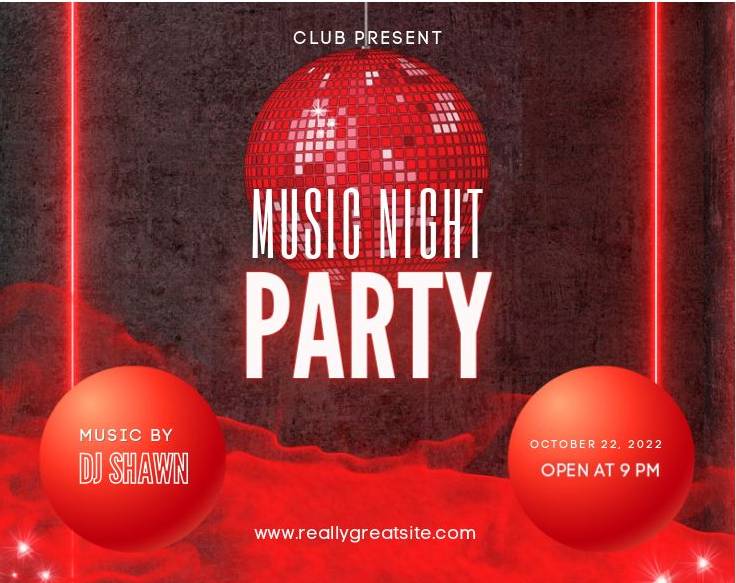 CLUB PRESENT
MUSIC NIGHT
PARTY
MUSIC BY
DJ SHAWN
OCTOBER 22, 2022
OPEN AT 9 PM
www.reallygreatsite.com